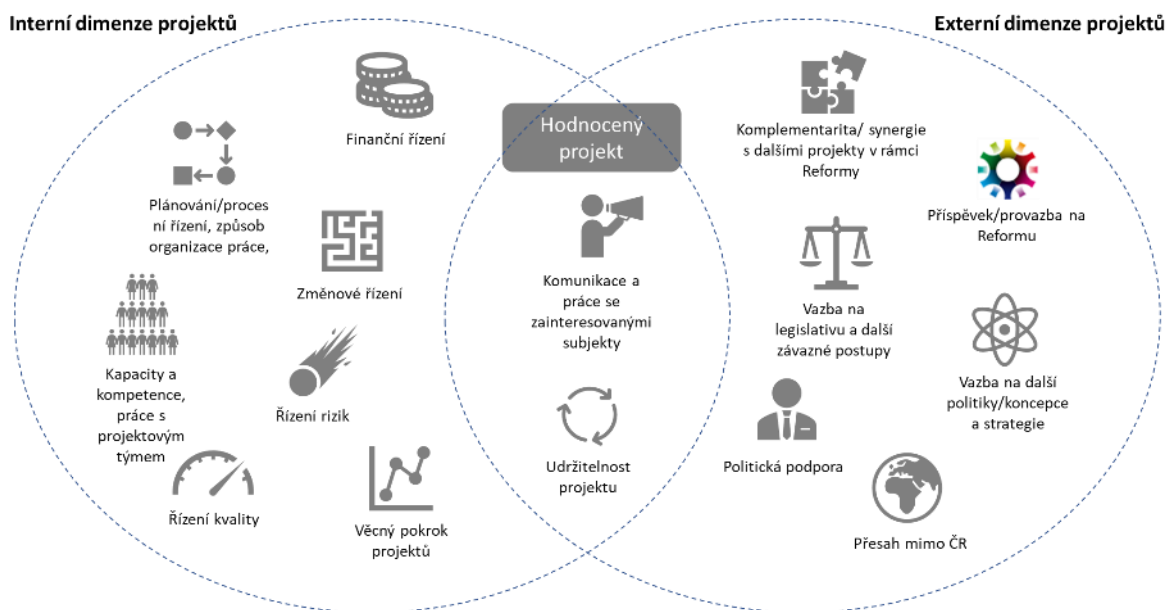 Interní dimenze projektů
Externí dimenze projektů
Finanční řízení
Plánování/proces
ní řízení, způsob
organizace práce,
Změnové řízení
Kapacity a
kompetence,
práce s
projektovým
týmem
Řízení rizik
Řízení kvality
Věcný pokrok
projektů
Hodnocený
projekt
Komunikace a
práce se
zainteresovanými
subjekty
Udržitelnost
projektu
Komplementarita/ synergie
s dalšími projekty v rámci
Reformy
Příspěvek/provazba na
Reformu
Vazba na
legislativu a další
závazné postupy
Vazba na další
politiky/koncepce
a strategie
Politická podpora
Přesah mimo ČR